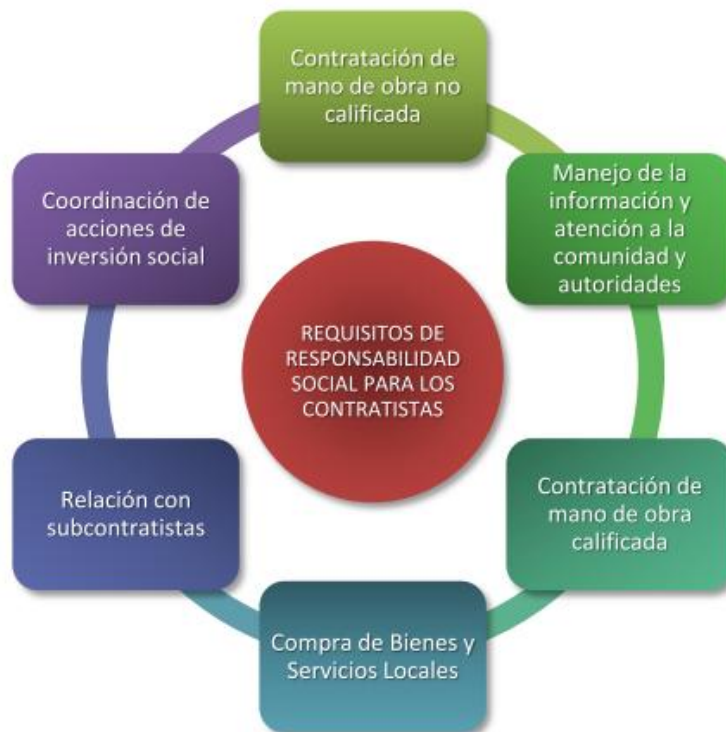 Contratación de
mano de obra no
calificada
Manejo de la
información y
atención a la
comunidad y
autoridades
Contratación de
mano de obra
calificada
Compra de Bienes y
Servicios Locales
Relación con
subcontratistas
Coordinación de
acciones de
inversión social
REQUISITOS DE
RESPONSABILIDAD
SOCIAL PARA LOS
CONTRATISTAS